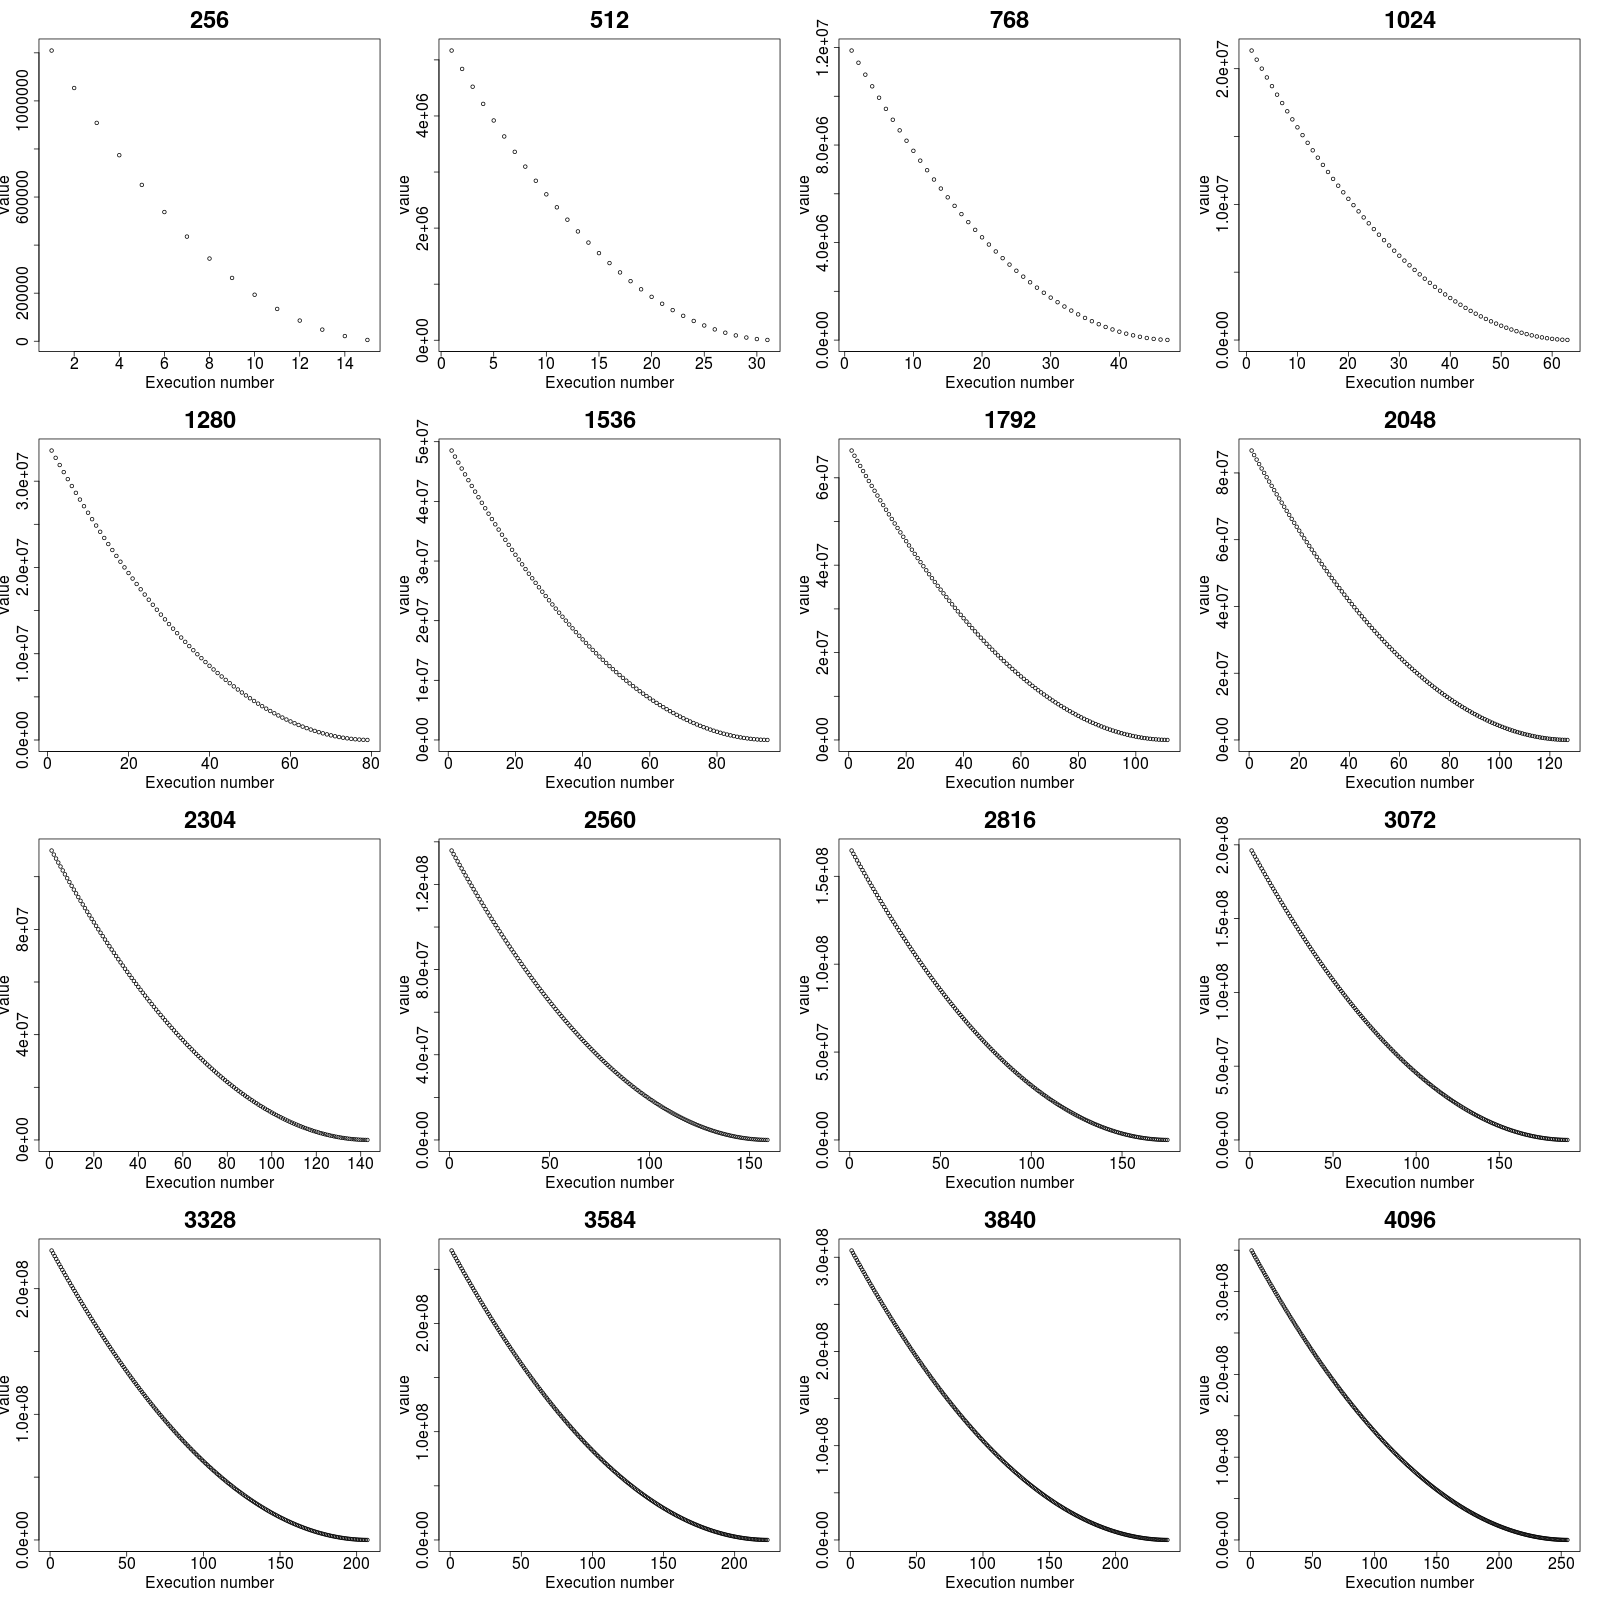 256
512
768
1024
value
0
200000
600000
1000000
2 4 6 8 10 12 14
Execution number
value
0e+00
2e+06
4e+06
0 5 10 15 20 25 30
Execution number
value
0.0e+00
4.0e+06
8.0e+06
1.2e+07
0 10 20 30 40
Execution number
value
0.0e+00
1.0e+07
2.0e+07
0 10 20 30 40 50 60
Execution number
1280
1536
1792
2048
value
0.0e+00
1.0e+07
2.0e+07
3.0e+07
0 20 40 60 80
Execution number
value
0e+00
1e+07
2e+07
3e+07
4e+07
5e+07
0 20 40 60 80
Execution number
value
0e+00
2e+07
4e+07
6e+07
0 20 40 60 80 100
Execution number
value
0e+00
2e+07
4e+07
6e+07
8e+07
0 20 40 60 80 100 120
Execution number
2304
2560
2816
3072
value
0e+00
4e+07
8e+07
0 20 40 60 80 100 120 140
Execution number
value
0.0e+00
4.0e+07
8.0e+07
1.2e+08
0 50 100 150
Execution number
value
0.0e+00
5.0e+07
1.0e+08
1.5e+08
0 50 100 150
Execution number
value
0.0e+00
5.0e+07
1.0e+08
1.5e+08
2.0e+08
0 50 100 150
Execution number
3328
3584
3840
4096
value
0.0e+00
1.0e+08
2.0e+08
0 50 100 150 200
Execution number
value
0.0e+00
1.0e+08
2.0e+08
0 50 100 150 200
Execution number
value
0.0e+00
1.0e+08
2.0e+08
3.0e+08
0 50 100 150 200
Execution number
value
0.0e+00
1.0e+08
2.0e+08
3.0e+08
0 50 100 150 200 250
Execution number